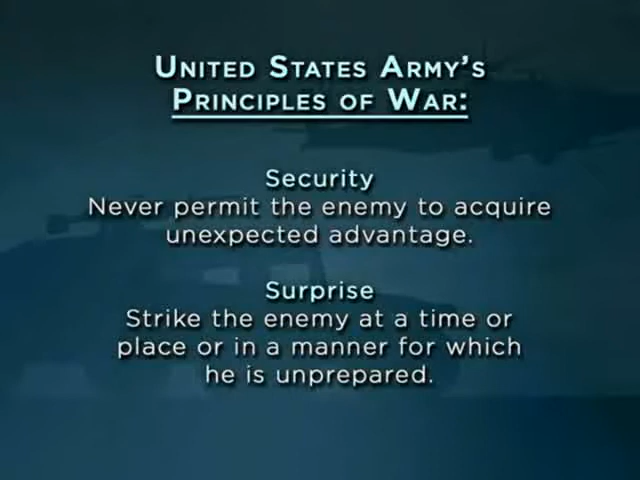 United States Army's
Principles of War:
Security
Never permit the enemy to acquire
unexpected advantage.
Surprise
Strike the enemy at a time or
place or in a manner for which
he is unprepared.